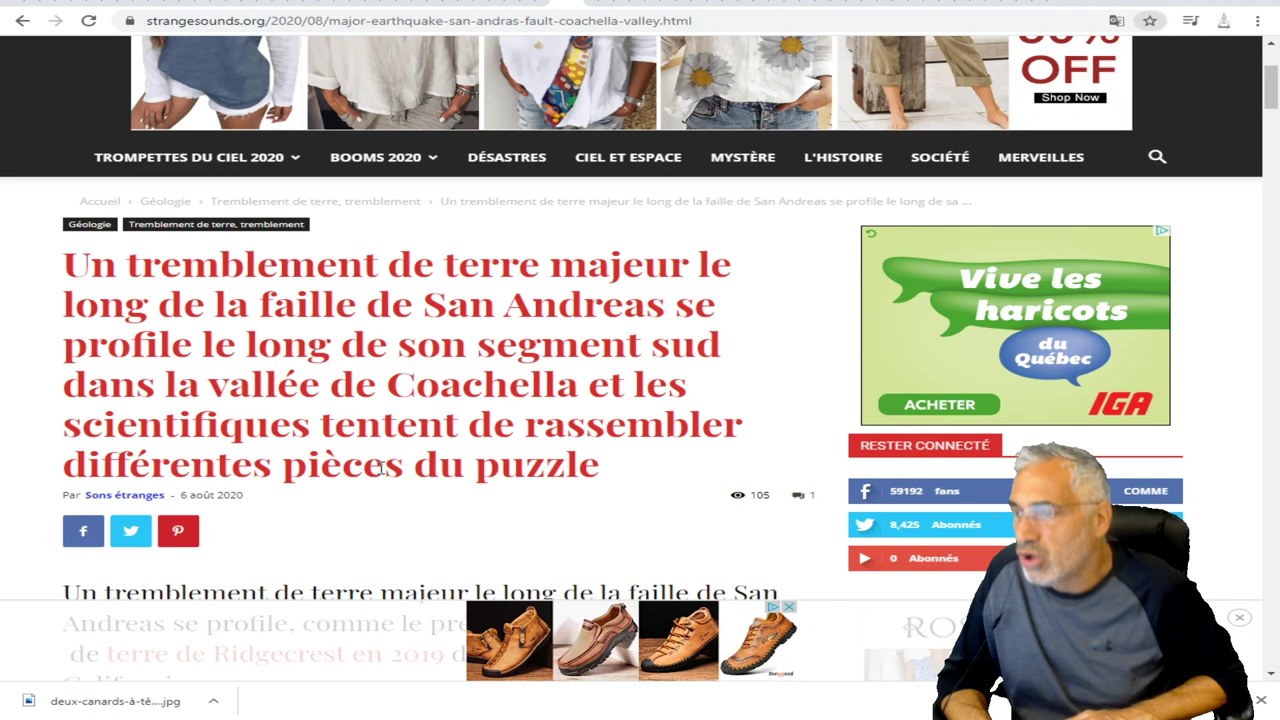 strangesounds.org/2020/08/major-earthquake-san-andras-fault-coachella-valley.html
OFF
Shop Now
TROMPETTES DU CIEL 2020 BOOMS 2020 DÉSASTRES CIEL ET ESPACE MYSTÈRE L'HISTOIRE SOCIÉTÉ MERVEILLES
Accueil › Géologie › Tremblement de terre, tremblement › Un tremblement de terre majeur le long de la faille de San Andreas se profile le long de sa ...
Géologie Tremblement de terre, tremblement
Un tremblement de terre majeur le
long de la faille de San Andreas se
profile le long de son segment sud
dans la vallée de Coachella et les
scientifiques tentent de rassembler
différentes pièces du puzzle
Par Sons étranges - 6 août 2020 105 1
Vive les
haricots
du
Québec
ACHETER IGA
RESTER CONNECTÉ
59192 fans COMME
8,425 Abonnés
0 Abonnés
Un tremblement de terre majeur le long de la faille de San
Andreas se profile, comme le
de terre de Ridgecrest en 2019
deux-canards-à-tê....jpg